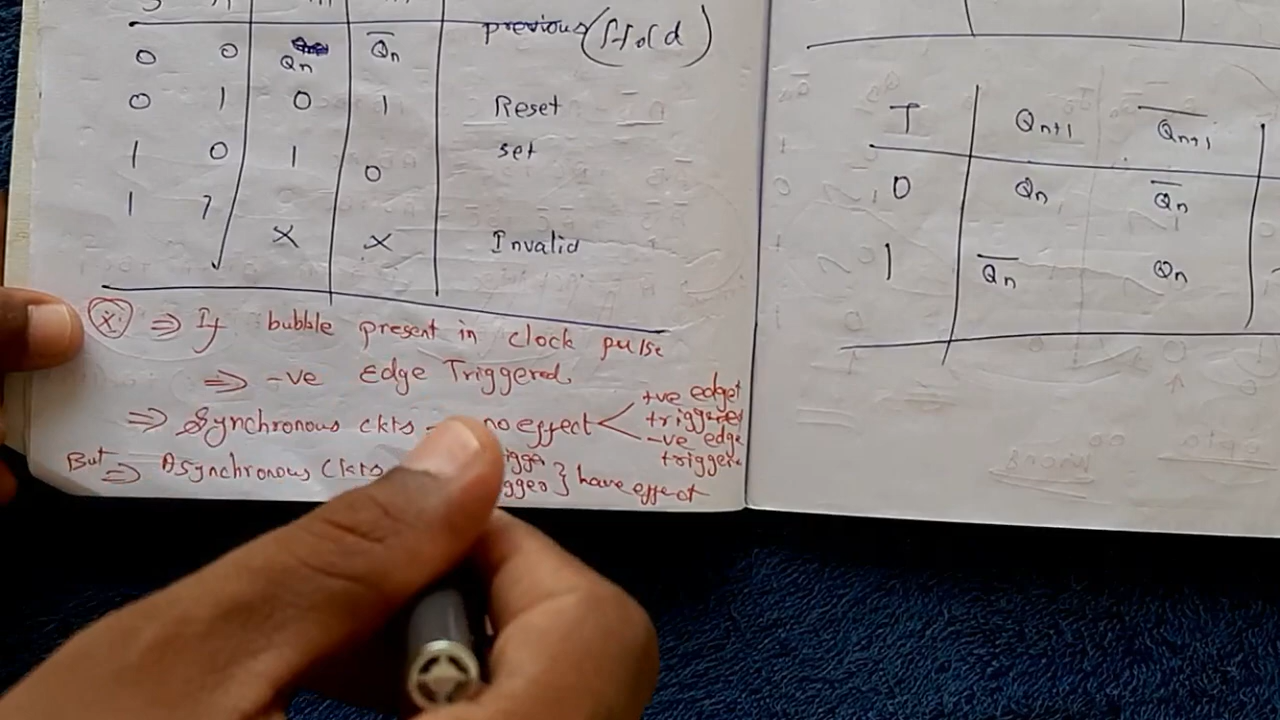 previous (Hold)
0 0 Qn Q̅n
0 1 0 1 Reset
1 0 1 0 set
1 1 X X Invalid
X ⇒ If bubble present in clock pulse
⇒ -ve Edge Triggered
⇒ Synchronous ckts - no effect < +ve edge triggered
-ve edge
But ⇒ Asynchronous Ckts } have effect
T Qn+1 Q̅n+1
0 Qn Q̅n
1 Q̅n Qn